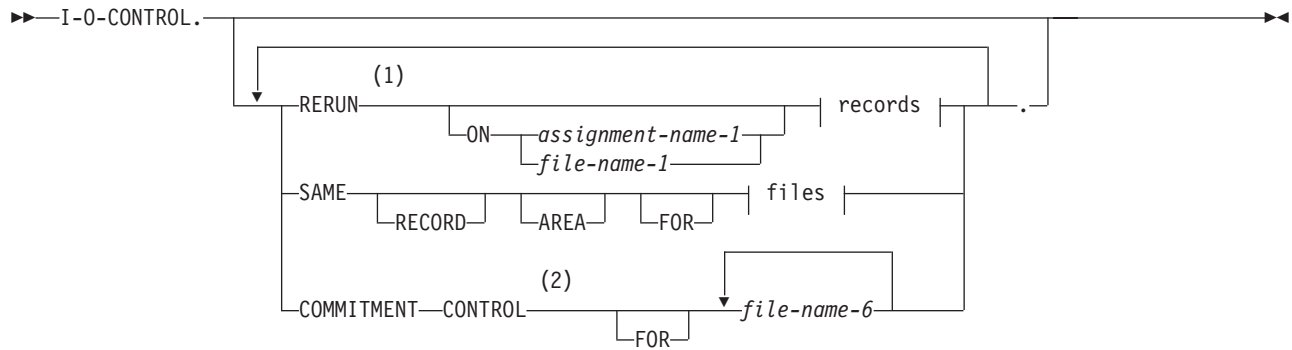 I-O-CONTROL.
(1)
RERUN records .
ON assignment-name-1
file-name-1
SAME files
RECORD AREA FOR
(2)
COMMITMENT CONTROL file-name-6
FOR